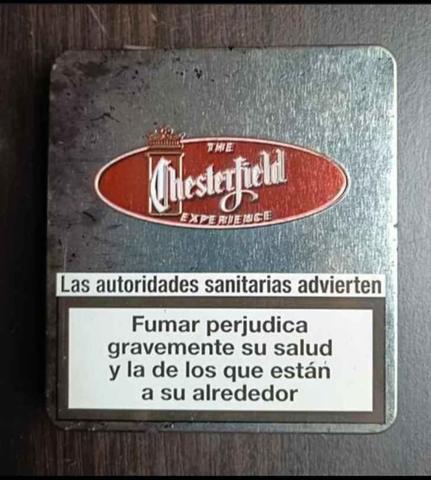 THE
Chesterfield
EXPERIENCE
Las autoridades sanitarias advierten
Fumar perjudica
gravemente su salud
y la de los que están
a su alrededor